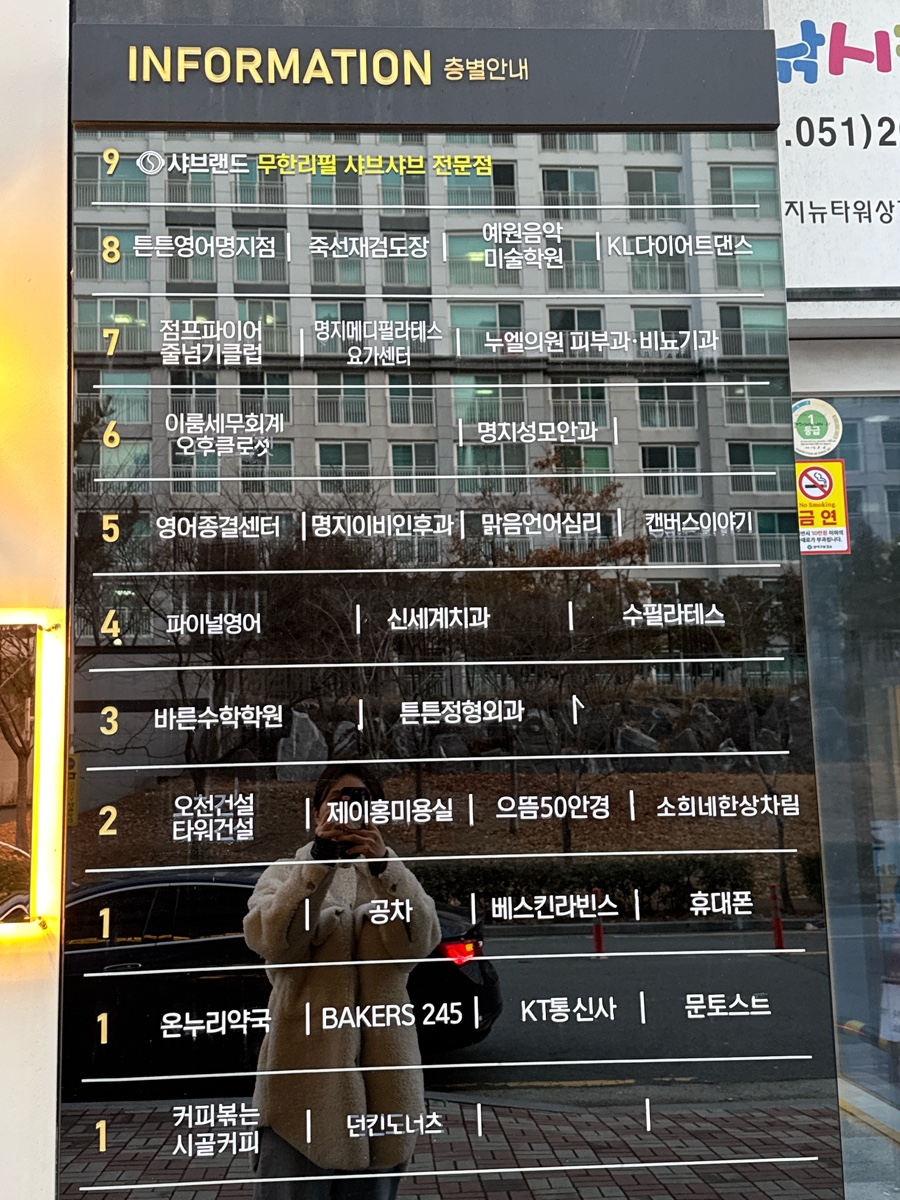 INFORMATION 층별안내
9 샤브랜드 무한리필 샤브샤브 전문점
8 튼튼영어명지점 | 죽선재검도장 | 예원음악 미술학원 | KL다이어트댄스
7 점프파이어 줄넘기클럽 | 명지메디필라테스 요가센터 | 누엘의원 피부과·비뇨기과
6 이룸세무회계 오후클로젯 | 명지성모안과 |
5 영어종결센터 | 명지이비인후과 | 맑음언어심리 | 캔버스이야기
4 파이널영어 | 신세계치과 | 수필라테스
3 바른수학학원 | 튼튼정형외과 |
2 오천건설 타워건설 | 제이홍미용실 | 으뜸50안경 | 소희네한상차림
1 | 공차 | 베스킨라빈스 | 휴대폰
1 온누리약국 | BAKERS 245 | KT통신사 | 문토스트
1 커피볶는 시골커피 | 던킨도너츠 | |
낚시
.051)2
지뉴타워상
1
등급
No Smoking
금연